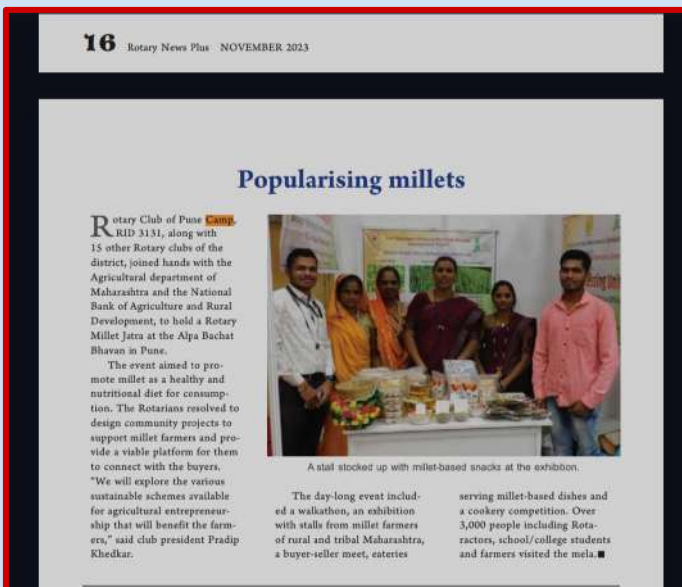 16 Rotary News Plus NOVEMBER 2023
Popularising millets
Rotary Club of Pune Camp,
RID 3131, along with
15 other Rotary clubs of the
district, joined hands with the
Agricultural department of
Maharashtra and the National
Bank of Agriculture and Rural
Development, to hold a Rotary
Millet Jatra at the Alpa Bachat
Bhavan in Pune.
The event aimed to pro-
mote millet as a healthy and
nutritional diet for consump-
tion. The Rotarians resolved to
design community projects to
support millet farmers and pro-
vide a viable platform for them
to connect with the buyers.
"We will explore the various
sustainable schemes available
for agricultural entrepreneur-
ship that will benefit the farm-
ers," said club president Pradip
Khedkar.
A stall stocked up with millet-based snacks at the exhibition.
The day-long event includ-
ed a walkathon, an exhibition
with stalls from millet farmers
of rural and tribal Maharashtra,
a buyer-seller meet, eateries
serving millet-based dishes and
a cookery competition. Over
3,000 people including Rota-
ractors, school/college students
and farmers visited the mela.■